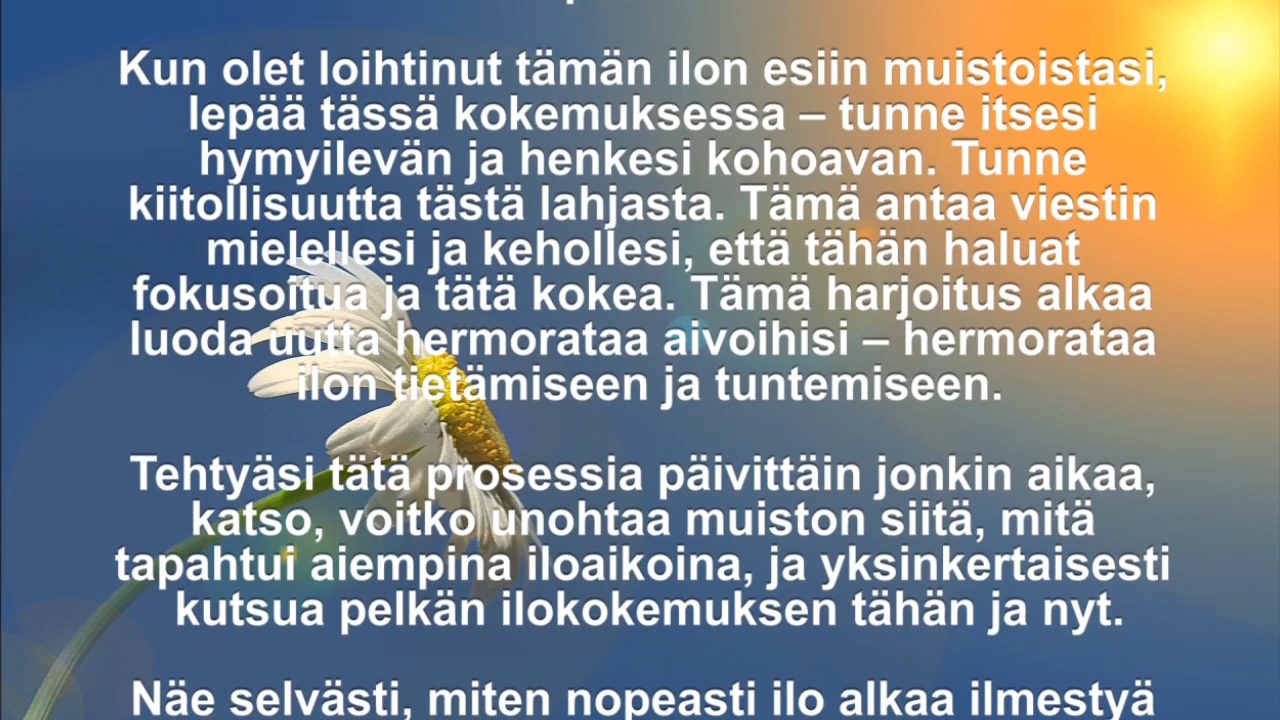 Kun olet loihtinut tämän ilon esiin muistoistasi,
lepää tässä kokemuksessa – tunne itsesi
hymyilevän ja henkesi kohoavan. Tunne
kiitollisuutta tästä lahjasta. Tämä antaa viestin
mielellesi ja kehollesi, että tähän haluat
fokusoitua ja tätä kokea. Tämä harjoitus alkaa
luoda uutta hermorataa aivoihisi – hermorataa
ilon tietämiseen ja tuntemiseen.
Tehtyäsi tätä prosessia päivittäin jonkin aikaa,
katso, voitko unohtaa muiston siitä, mitä
tapahtui aiempina iloaikoina, ja yksinkertaisesti
kutsua pelkän ilokokemuksen tähän ja nyt.
Näe selvästi, miten nopeasti ilo alkaa ilmestyä